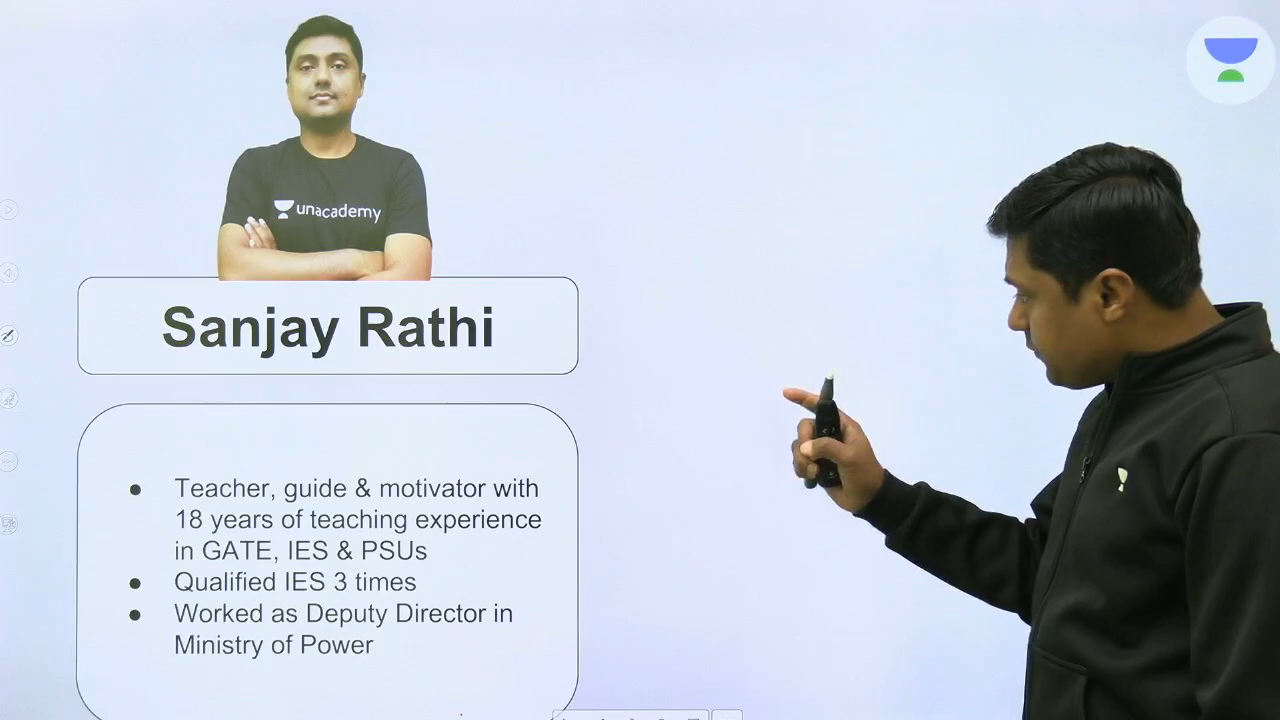 unacademy
Sanjay Rathi
● Teacher, guide & motivator with
18 years of teaching experience
in GATE, IES & PSUs
● Qualified IES 3 times
● Worked as Deputy Director in
Ministry of Power